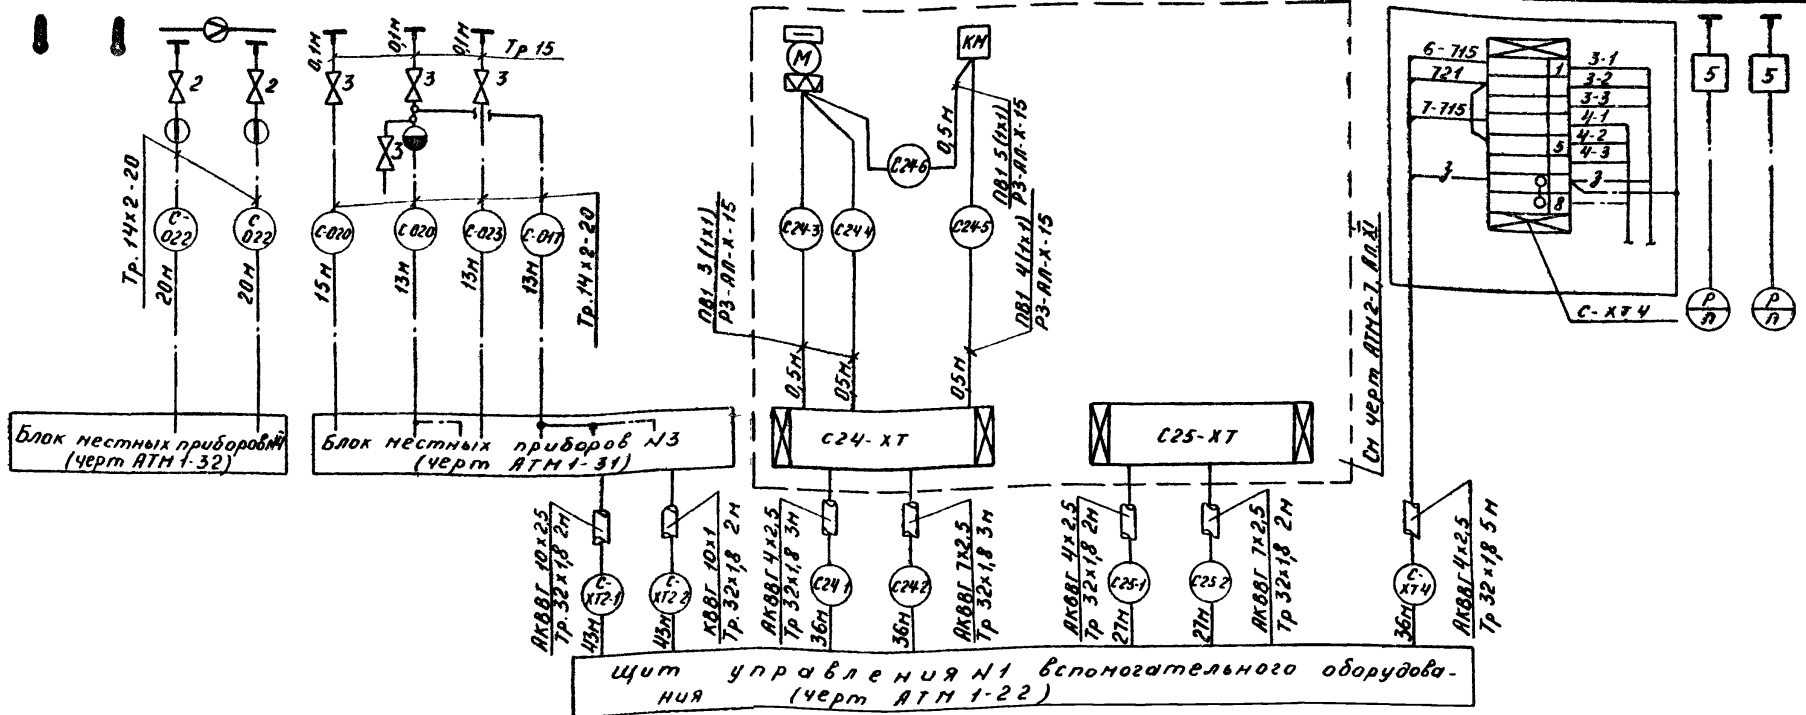 Тр 15
0,1м
0,1м
0,1м
2
2
3
3
3
3
Тр. 14х2-20
С-022
С 022
20м
20м
С-020
С-020
С-023
С-017
15м
13м
13м
13м
Тр. 14х2-20
М
КМ
0,5м
ПВ1 5(1х1)
РЗ-АЛ-Х-15
С24-6
С24-3
С24 4
С24-5
ПВ1 3(1х1)
РЗ-АЛ-Х-15
ПВ1 4(1х1)
РЗ-АЛ-Х-15
0,5м
0,5м
0,5м
См черт АТМ2-7, Ал.XI
6-715
721
7-715
1
5
8
3-1
3-2
3-3
4-1
4-2
4-3
С-ХТ4
5
5
Р
П
Р
П
Блок местных приборов №1
(черт АТМ 1-32)
Блок местных приборов №3
(черт АТМ 1-31)
С24-ХТ
С25-ХТ
АКВВГ 10х2,5
Тр. 32х1,8 2м
С-ХТ2-1
43м
КВВГ 10х1
Тр. 32х1,8 2м
С-ХТ2 2
43м
АКВВГ 4х2,5
Тр 32х1,8 3м
С24 1
36м
АКВВГ 7х2,5
Тр 32х1,8 3м
С24 2
36м
АКВВГ 4х2,5
Тр 32х1,8 2м
С25-1
27м
АКВВГ 7х2,5
Тр 32х1,8 2м
С25 2
27м
АКВВГ 4х2,5
Тр 32х1,8 5м
С-ХТ4
36м
Щит управления №1 вспомогательного оборудова-
ния (черт АТМ 1-22)